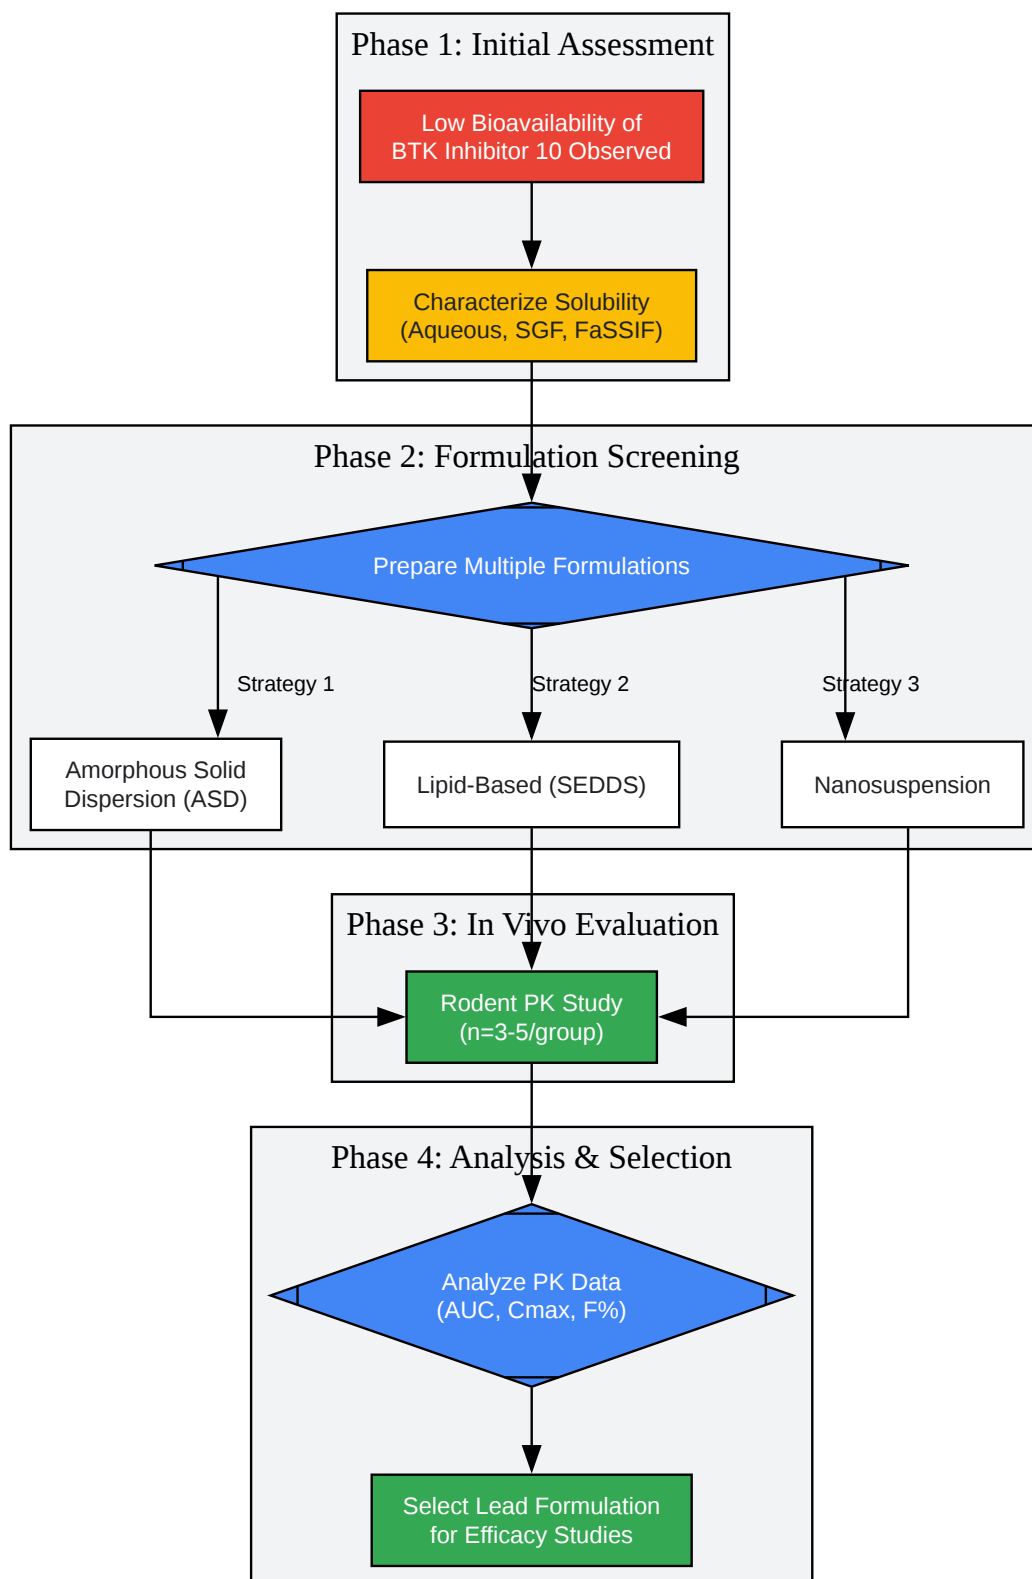 Phase 1: Initial Assessment
Low Bioavailability of
BTK Inhibitor 10 Observed
Characterize Solubility
(Aqueous, SGF, FaSSIF)
Phase 2: Formulation Screening
Prepare Multiple Formulations
Strategy 1
Strategy 2
Strategy 3
Amorphous Solid
Dispersion (ASD)
Lipid-Based (SEDDS)
Nanosuspension
Phase 3: In Vivo Evaluation
Rodent PK Study
(n=3-5/group)
Phase 4: Analysis & Selection
Analyze PK Data
(AUC, Cmax, F%)
Select Lead Formulation
for Efficacy Studies